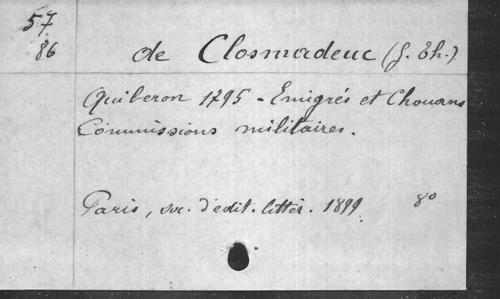 57
86
de Closmadeuc (G. Th.)
Quiberon 1795 - Emigrés et Chouans
Commissions militaires.
Paris, soc. d'edit. littér. 1899 8°